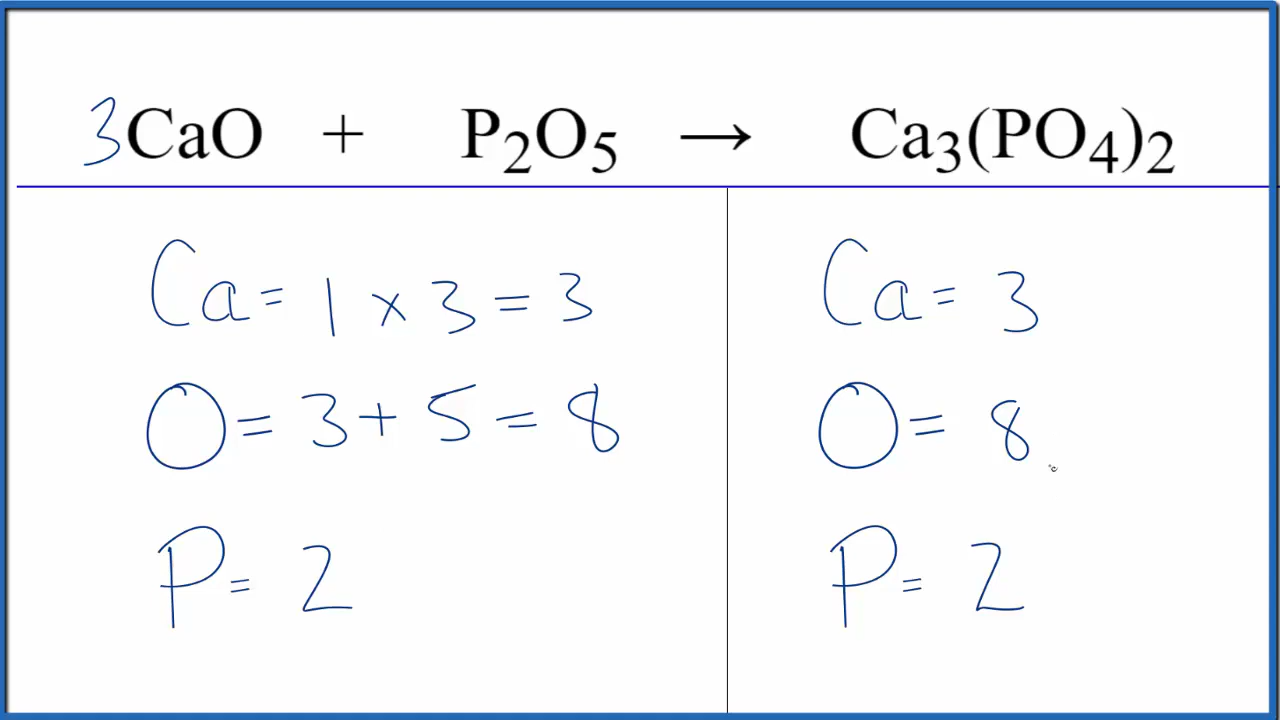 3CaO + P₂O₅ → Ca₃(PO₄)₂
Ca = 1 x 3 = 3
Ca = 3
O = 3 + 5 = 8
O = 8
P = 2
P = 2